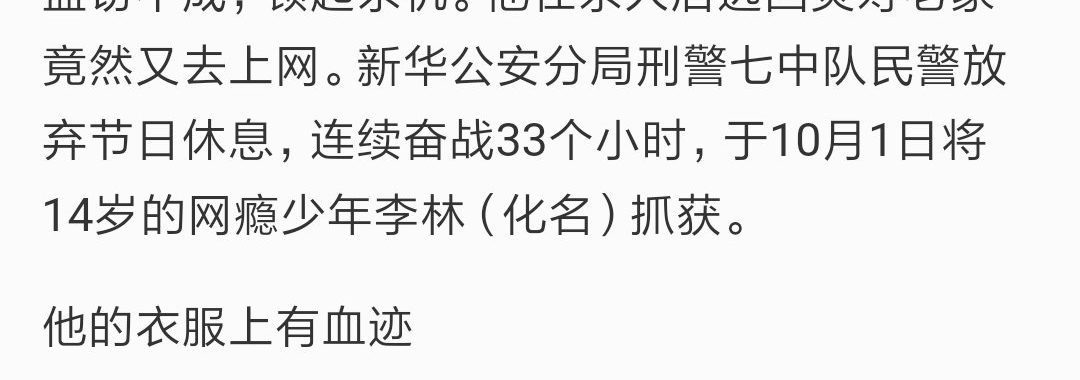 竟然又去上网。新华公安分局刑警七中队民警放
弃节日休息，连续奋战33个小时，于10月1日将
14岁的网瘾少年李林（化名）抓获。
他的衣服上有血迹